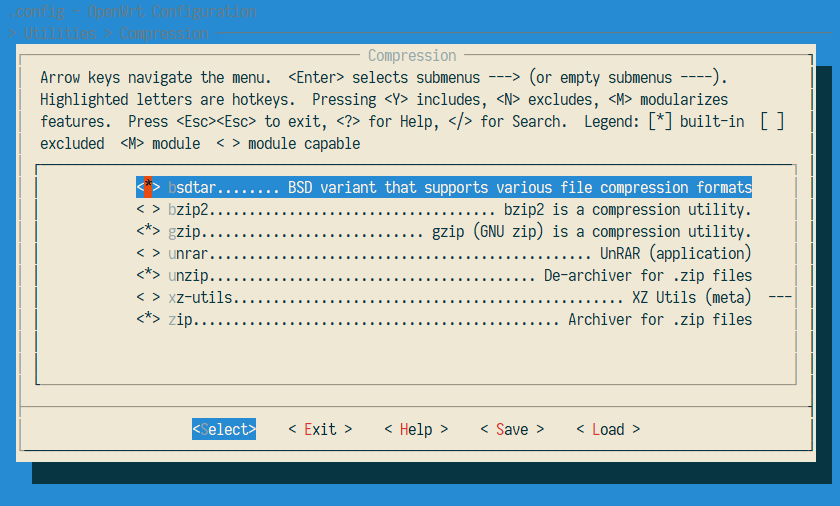 .config - OpenWrt Configuration
> Utilities > Compression
Compression
Arrow keys navigate the menu.  <Enter> selects submenus ---> (or empty submenus ----).
Highlighted letters are hotkeys.  Pressing <Y> includes, <N> excludes, <M> modularizes
features.  Press <Esc><Esc> to exit, <?> for Help, </> for Search.  Legend: [*] built-in  [ ]
excluded  <M> module  < > module capable
<*> bsdtar........ BSD variant that supports various file compression formats
< > bzip2.................................... bzip2 is a compression utility.
<*> gzip............................ gzip (GNU zip) is a compression utility.
< > unrar................................................ UnRAR (application)
<*> unzip......................................... De-archiver for .zip files
< > xz-utils................................................. XZ Utils (meta)  ---
<*> zip.............................................. Archiver for .zip files
<Select>    < Exit >    < Help >    < Save >    < Load >